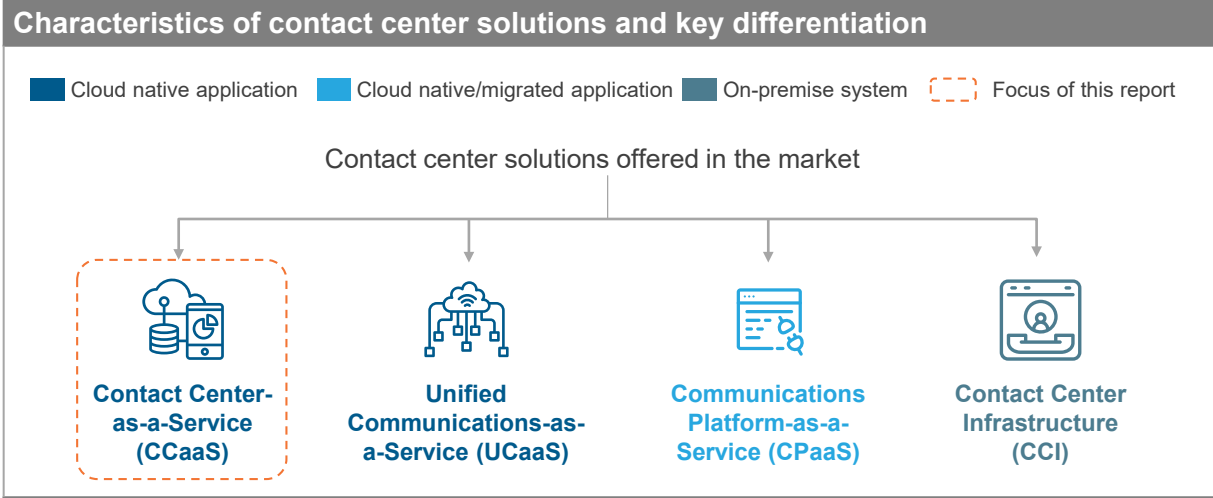 Characteristics of contact center solutions and key differentiation
Cloud native application
Cloud native/migrated application
On-premise system
Focus of this report
Contact center solutions offered in the market
Contact Center-
as-a-Service
(CCaaS)
Unified
Communications-as-
a-Service (UCaaS)
Communications
Platform-as-a-
Service (CPaaS)
Contact Center
Infrastructure
(CCI)